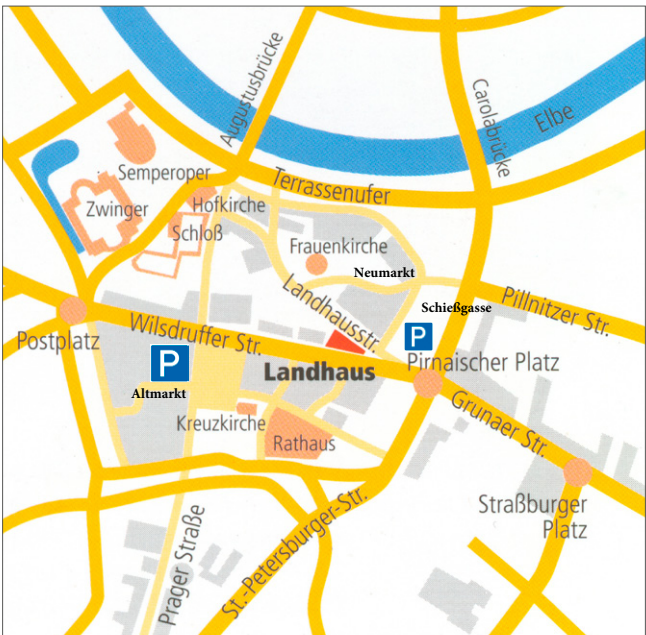 Augustusbrücke
Carolabrücke
Elbe
Semperoper
Terrassenufer
Zwinger
Hofkirche
Schloß
Frauenkirche
Neumarkt
Landhausstr.
Schießgasse
Pillnitzer Str.
Postplatz
Wilsdruffer Str.
P
P
Pirnaischer Platz
Landhaus
Altmarkt
Kreuzkirche
Rathaus
Grunaer Str.
Straßburger
Platz
Prager Straße
St.-Petersburger-Str.